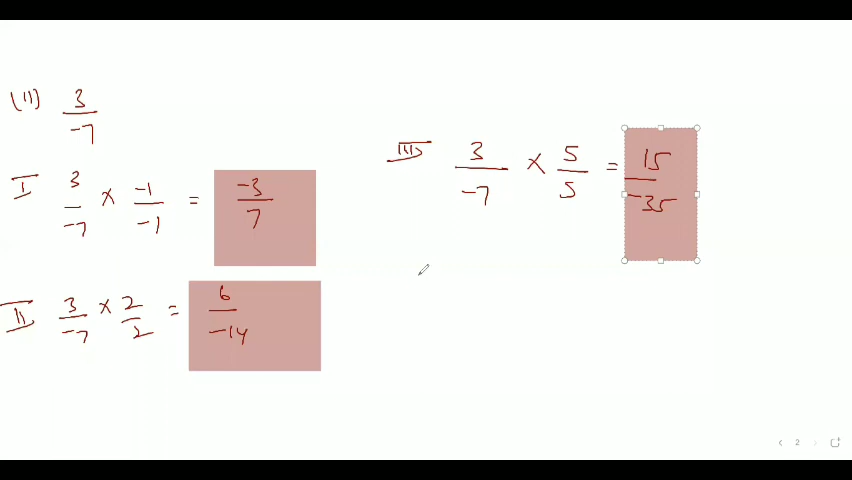 (II) 3/-7
I 3/-7 × -1/-1 = -3/7
II 3/-7 × 2/2 = 6/-14
III 3/-7 × 5/5 = 15/-35
2